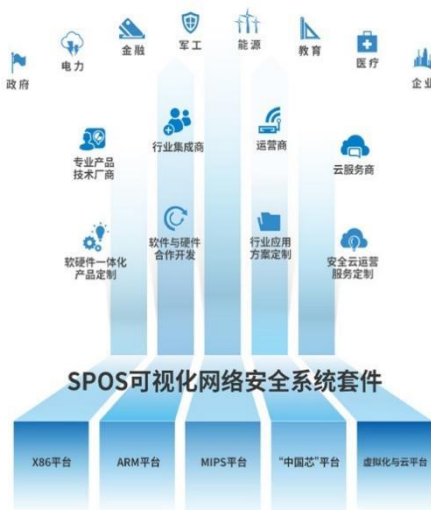 政府
电力
金融
军工
能源
教育
医疗
企业
专业产品
技术厂商
行业集成商
运营商
云服务商
软硬件一体化
产品定制
软件与硬件
合作开发
行业应用
方案定制
安全云运营
服务定制
SPOS可视化网络安全系统套件
X86平台
ARM平台
MIPS平台
“中国芯”平台
虚拟化与云平台